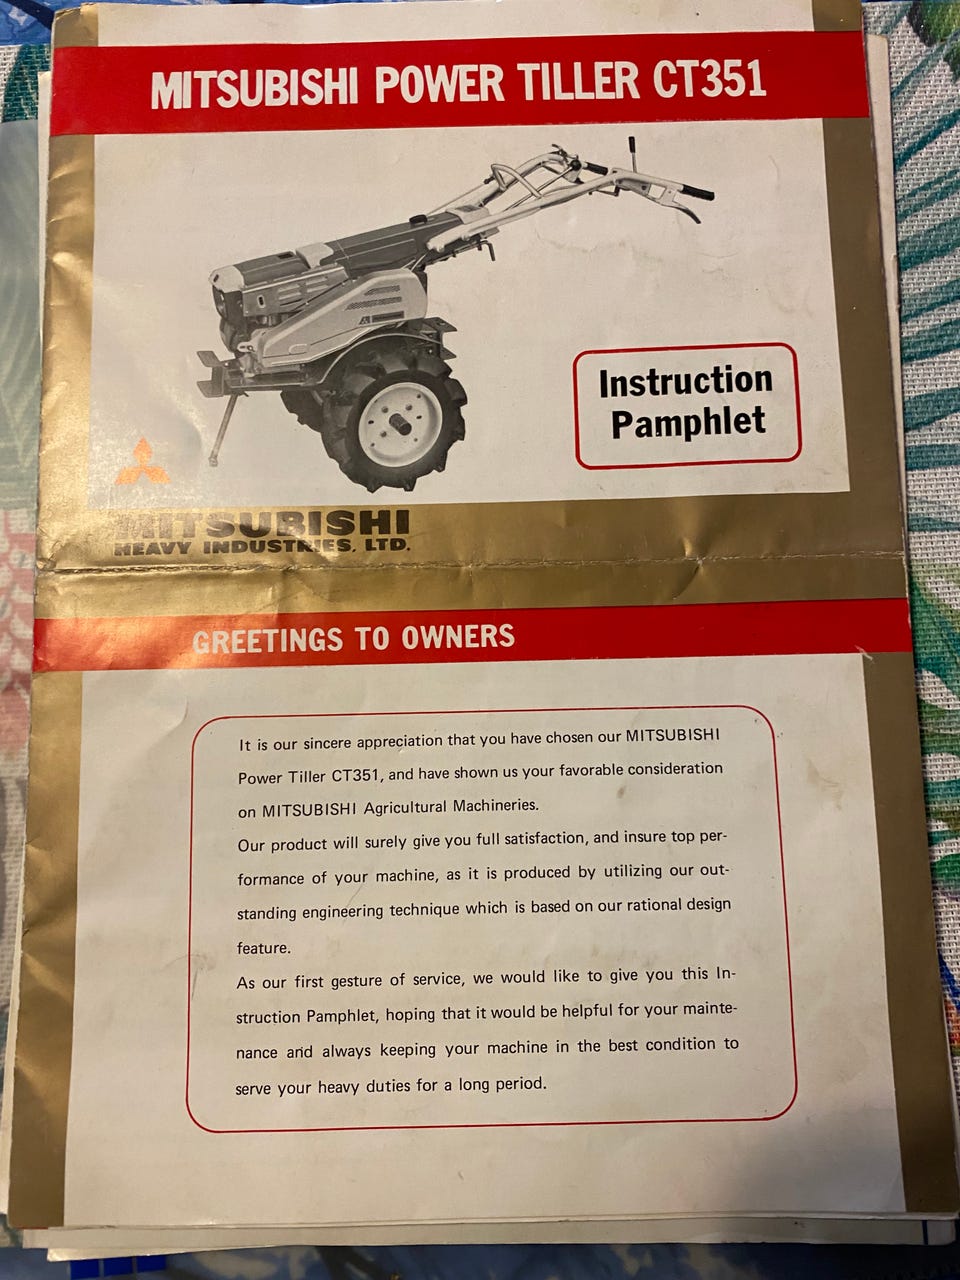 MITSUBISHI POWER TILLER CT351
Instruction
Pamphlet
MITSUBISHI
HEAVY INDUSTRIES, LTD.
GREETINGS TO OWNERS
It is our sincere appreciation that you have chosen our MITSUBISHI
Power Tiller CT351, and have shown us your favorable consideration
on MITSUBISHI Agricultural Machineries.
Our product will surely give you full satisfaction, and insure top per-
formance of your machine, as it is produced by utilizing our out-
standing engineering technique which is based on our rational design
feature.
As our first gesture of service, we would like to give you this In-
struction Pamphlet, hoping that it would be helpful for your mainte-
nance and always keeping your machine in the best condition to
serve your heavy duties for a long period.